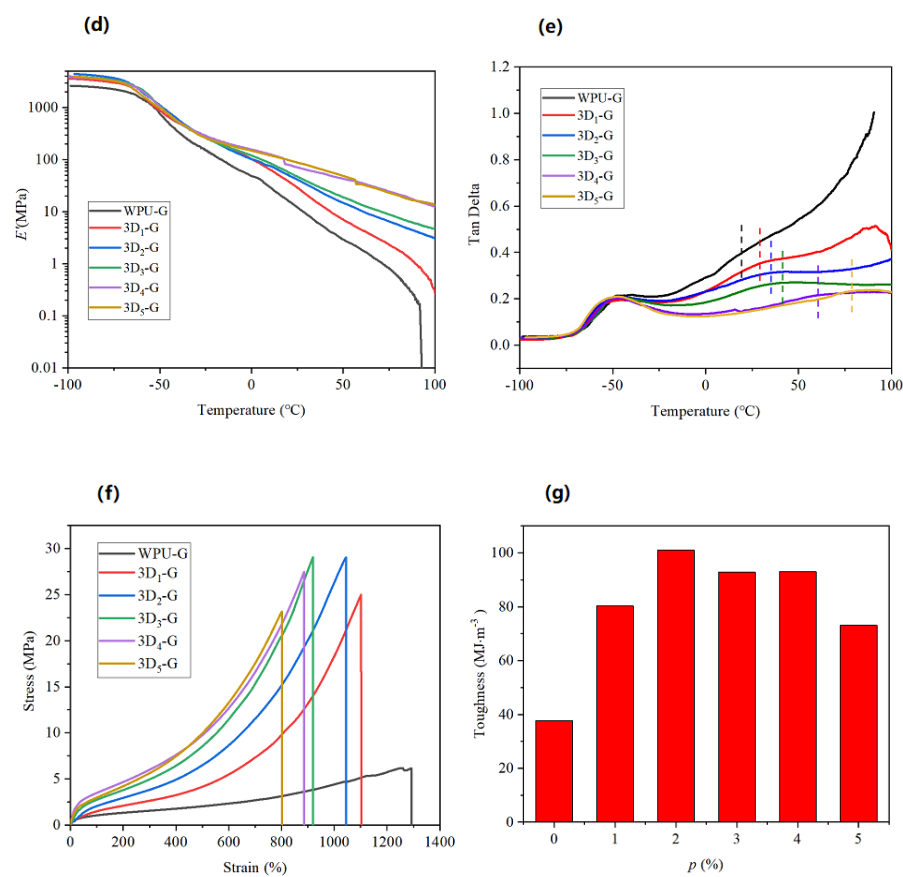 (d)
E'(MPa)
1000
100
10
1
0.1
0.01
WPU-G
3D₁-G
3D₂-G
3D₃-G
3D₄-G
3D₅-G
-100
-50
0
50
100
Temperature (℃)
(e)
Tan Delta
1.2
1.0
0.8
0.6
0.4
0.2
0.0
WPU-G
3D₁-G
3D₂-G
3D₃-G
3D₄-G
3D₅-G
-100
-50
0
50
100
Temperature (℃)
(f)
Stress (MPa)
30
25
20
15
10
5
0
WPU-G
3D₁-G
3D₂-G
3D₃-G
3D₄-G
3D₅-G
0
200
400
600
800
1000
1200
1400
Strain (%)
(g)
Toughness (MJ·m⁻³)
100
80
60
40
20
0
0
1
2
3
4
5
p (%)